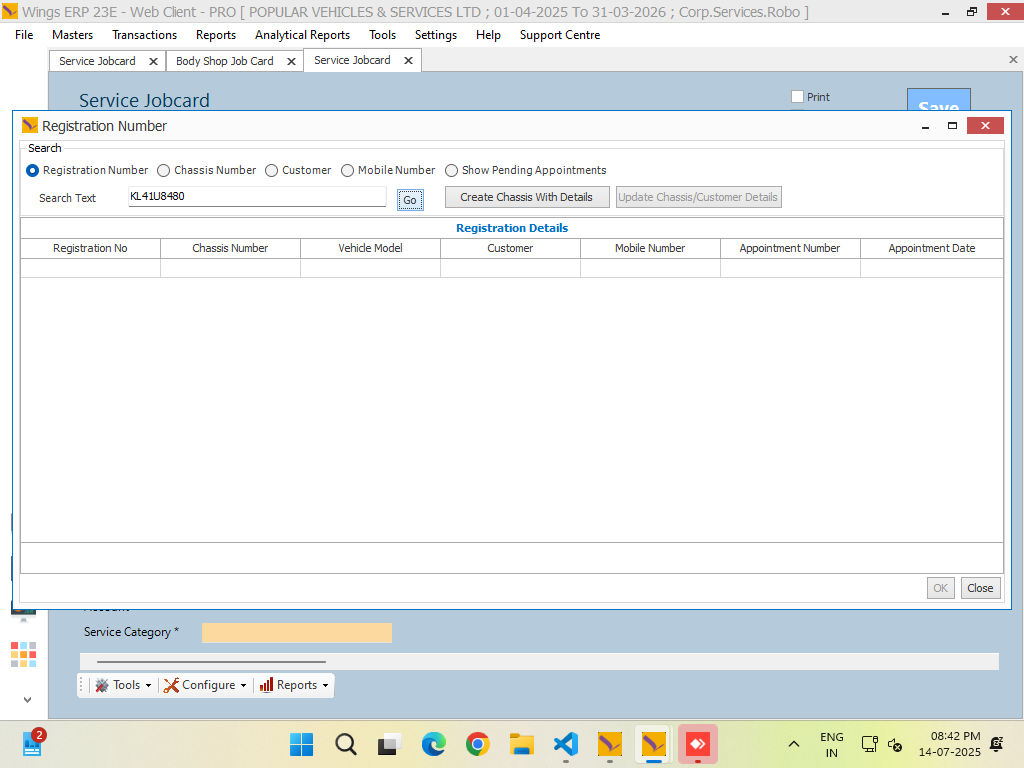 Wings ERP 23E - Web Client - PRO [ POPULAR VEHICLES & SERVICES LTD ; 01-04-2025 To 31-03-2026 ; Corp.Services.Robo ]
File Masters Transactions Reports Analytical Reports Tools Settings Help Support Centre
Service Jobcard Body Shop Job Card Service Jobcard
Service Jobcard Print Save
Registration Number
Search
Registration Number Chassis Number Customer Mobile Number Show Pending Appointments
Search Text KL41U8480 Go Create Chassis With Details Update Chassis/Customer Details
Registration Details
Registration No Chassis Number Vehicle Model Customer Mobile Number Appointment Number Appointment Date
OK Close
Service Category *
Tools Configure Reports
2
ENG
IN
08:42 PM
14-07-2025